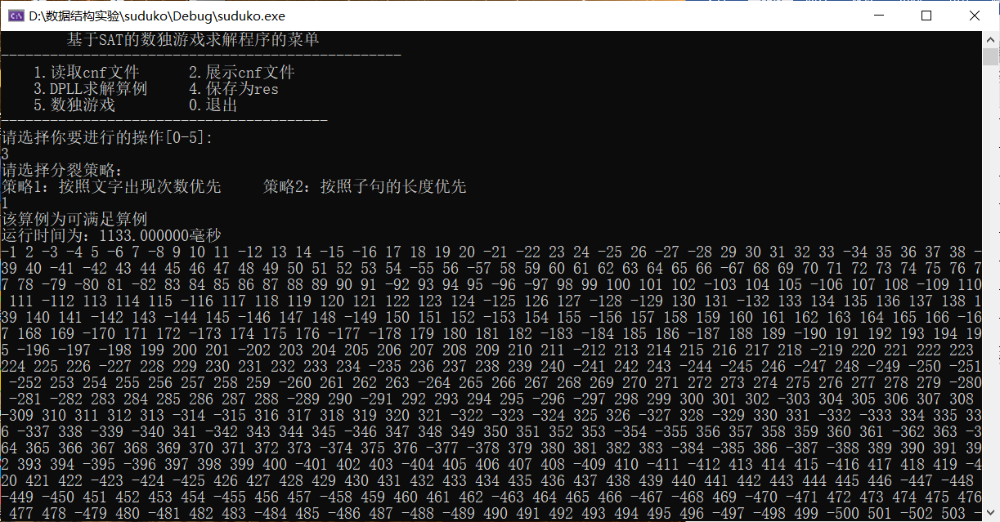 D:\数据结构实验\suduko\Debug\suduko.exe
基于SAT的数独游戏求解程序的菜单
-------------------------------------------------
1.读取cnf文件 2.展示cnf文件
3.DPLL求解算例 4.保存为res
5.数独游戏 0.退出
----------------------------------------
请选择你要进行的操作[0-5]:
3
请选择分裂策略:
策略1: 按照文字出现次数优先 策略2: 按照子句的长度优先
1
该算例为可满足算例
运行时间为: 1133.000000毫秒
-1 2 -3 -4 5 -6 7 -8 9 10 11 -12 13 14 -15 -16 17 18 19 20 -21 -22 23 24 -25 26 -27 -28 29 30 31 32 33 -34 35 36 37 38 -
39 40 -41 -42 43 44 45 46 47 48 49 50 51 52 53 54 -55 56 -57 58 59 60 61 62 63 64 65 66 -67 68 69 70 71 72 73 74 75 76 7
7 78 -79 -80 81 -82 83 84 85 86 87 88 89 90 91 -92 93 94 95 -96 -97 98 99 100 101 102 -103 104 105 -106 107 108 -109 110
111 -112 113 114 115 -116 117 118 119 120 121 122 123 124 -125 126 127 -128 -129 130 131 -132 133 134 135 136 137 138 1
39 140 141 -142 143 -144 145 -146 147 148 -149 150 151 152 -153 154 155 -156 157 158 159 160 161 162 163 164 165 166 -16
7 168 169 -170 171 172 -173 174 175 176 -177 -178 179 180 181 182 -183 -184 185 186 -187 188 189 -190 191 192 193 194 19
5 -196 -197 -198 199 200 201 -202 203 204 205 206 207 208 209 210 211 -212 213 214 215 216 217 218 -219 220 221 222 223
224 225 226 -227 228 229 230 231 232 233 234 -235 236 237 238 239 240 -241 242 243 -244 -245 246 -247 248 -249 -250 -251
-252 253 254 255 256 257 258 259 -260 261 262 263 -264 265 266 267 268 269 270 271 272 273 274 275 276 277 278 279 -280
-281 -282 283 284 285 286 287 288 -289 290 -291 292 293 294 295 -296 -297 298 299 300 301 302 -303 304 305 306 307 308
-309 310 311 312 313 -314 -315 316 317 318 319 320 321 -322 -323 -324 325 326 -327 328 -329 330 331 -332 -333 334 335 33
6 -337 338 -339 -340 341 -342 343 344 345 -346 347 348 349 350 351 352 353 -354 -355 356 357 358 359 360 361 -362 363 -3
64 365 366 367 368 369 370 371 372 373 -374 375 376 -377 -378 379 380 381 382 383 -384 -385 386 -387 -388 389 390 391 39
2 393 394 -395 -396 397 398 399 400 -401 402 403 -404 405 406 407 408 -409 410 -411 -412 413 414 415 -416 417 418 419 -4
20 421 422 -423 -424 -425 426 427 428 429 430 431 432 433 434 435 436 437 438 439 440 441 442 443 444 445 446 -447 -448
-449 -450 451 452 453 454 -455 456 457 -458 459 460 461 462 -463 464 465 466 -467 -468 469 -470 -471 472 473 474 475 476
477 478 -479 480 -481 482 483 -484 485 -486 487 -488 -489 490 491 492 493 494 495 496 -497 498 -499 -500 501 -502 503 -